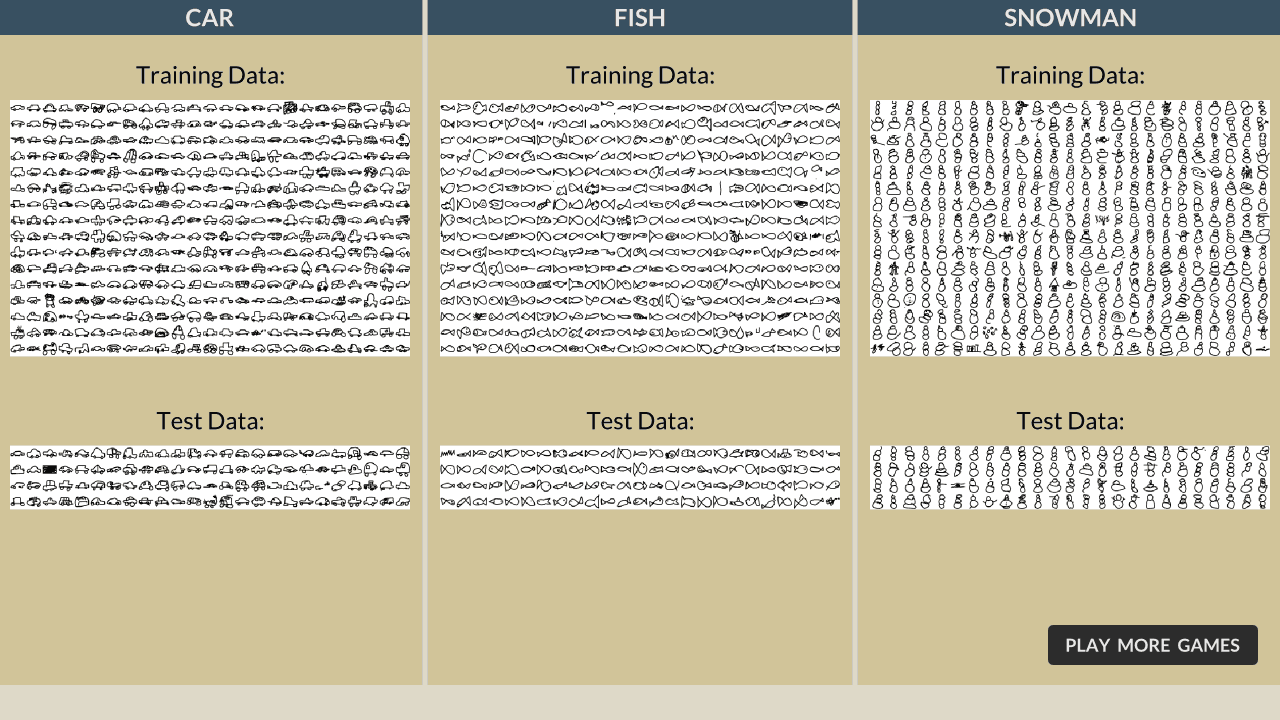 CAR
Training Data:
Test Data:
FISH
Training Data:
Test Data:
SNOWMAN
Training Data:
Test Data:
PLAY MORE GAMES